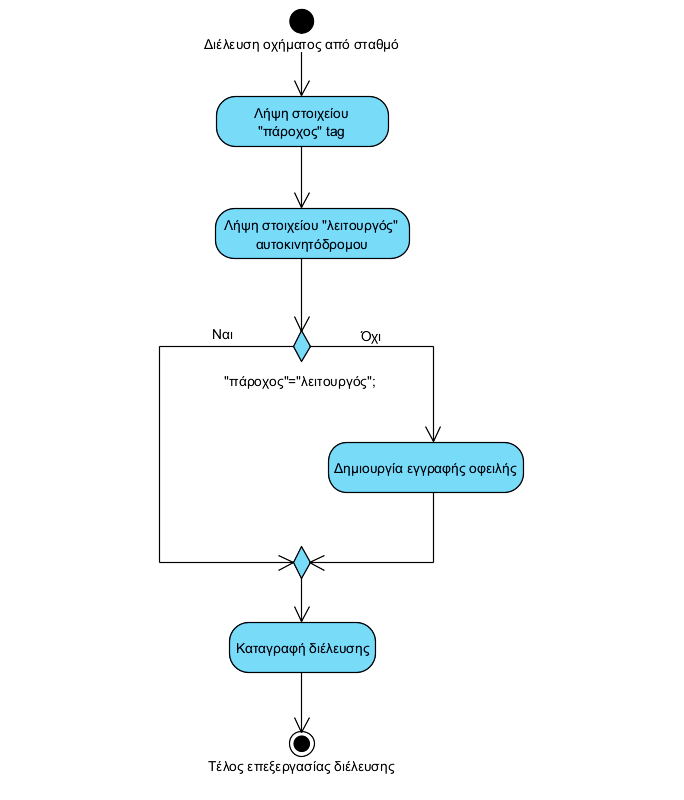 Διέλευση οχήματος από σταθμό
Λήψη στοιχείου
"πάροχος" tag
Λήψη στοιχείου "λειτουργός"
αυτοκινητόδρομου
Ναι
Όχι
"πάροχος"="λειτουργός";
Δημιουργία εγγραφής οφειλής
Καταγραφή διέλευσης
Τέλος επεξεργασίας διέλευσης